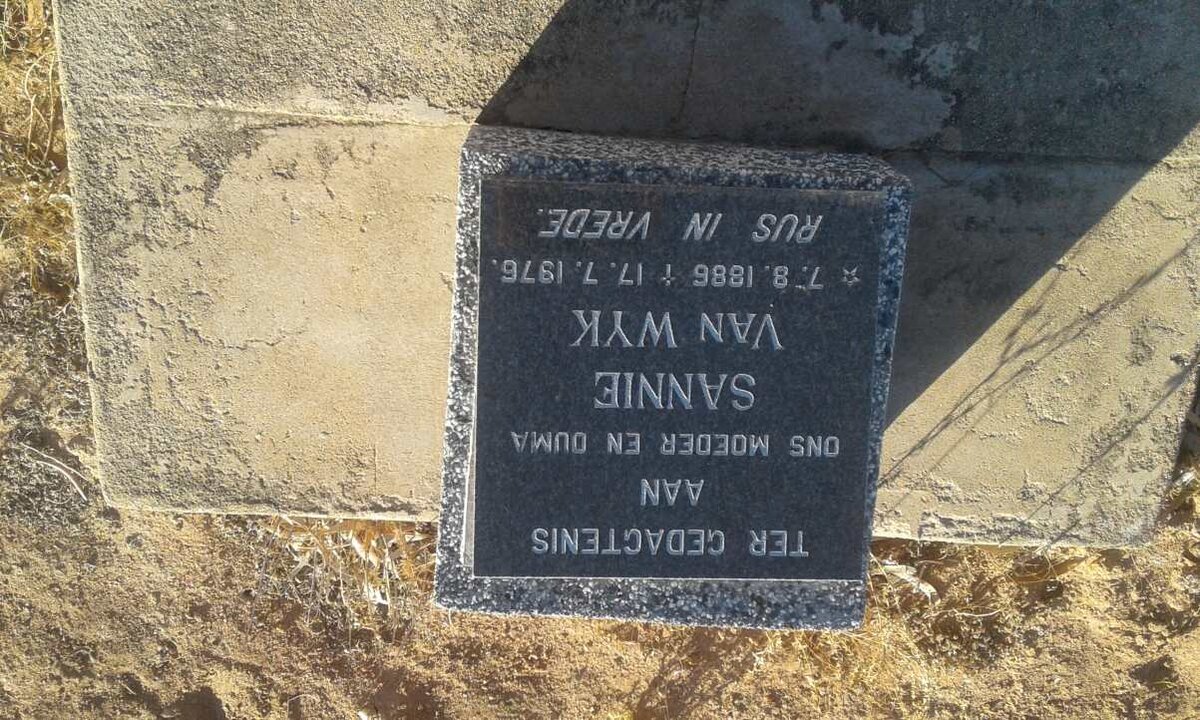 TER GEDAGTENIS
AAN
ONS MOEDER EN OUMA
SANNIE
VAN WYK
☆ 7. 8. 1886 † 17. 7. 1976.
RUS IN VREDE.